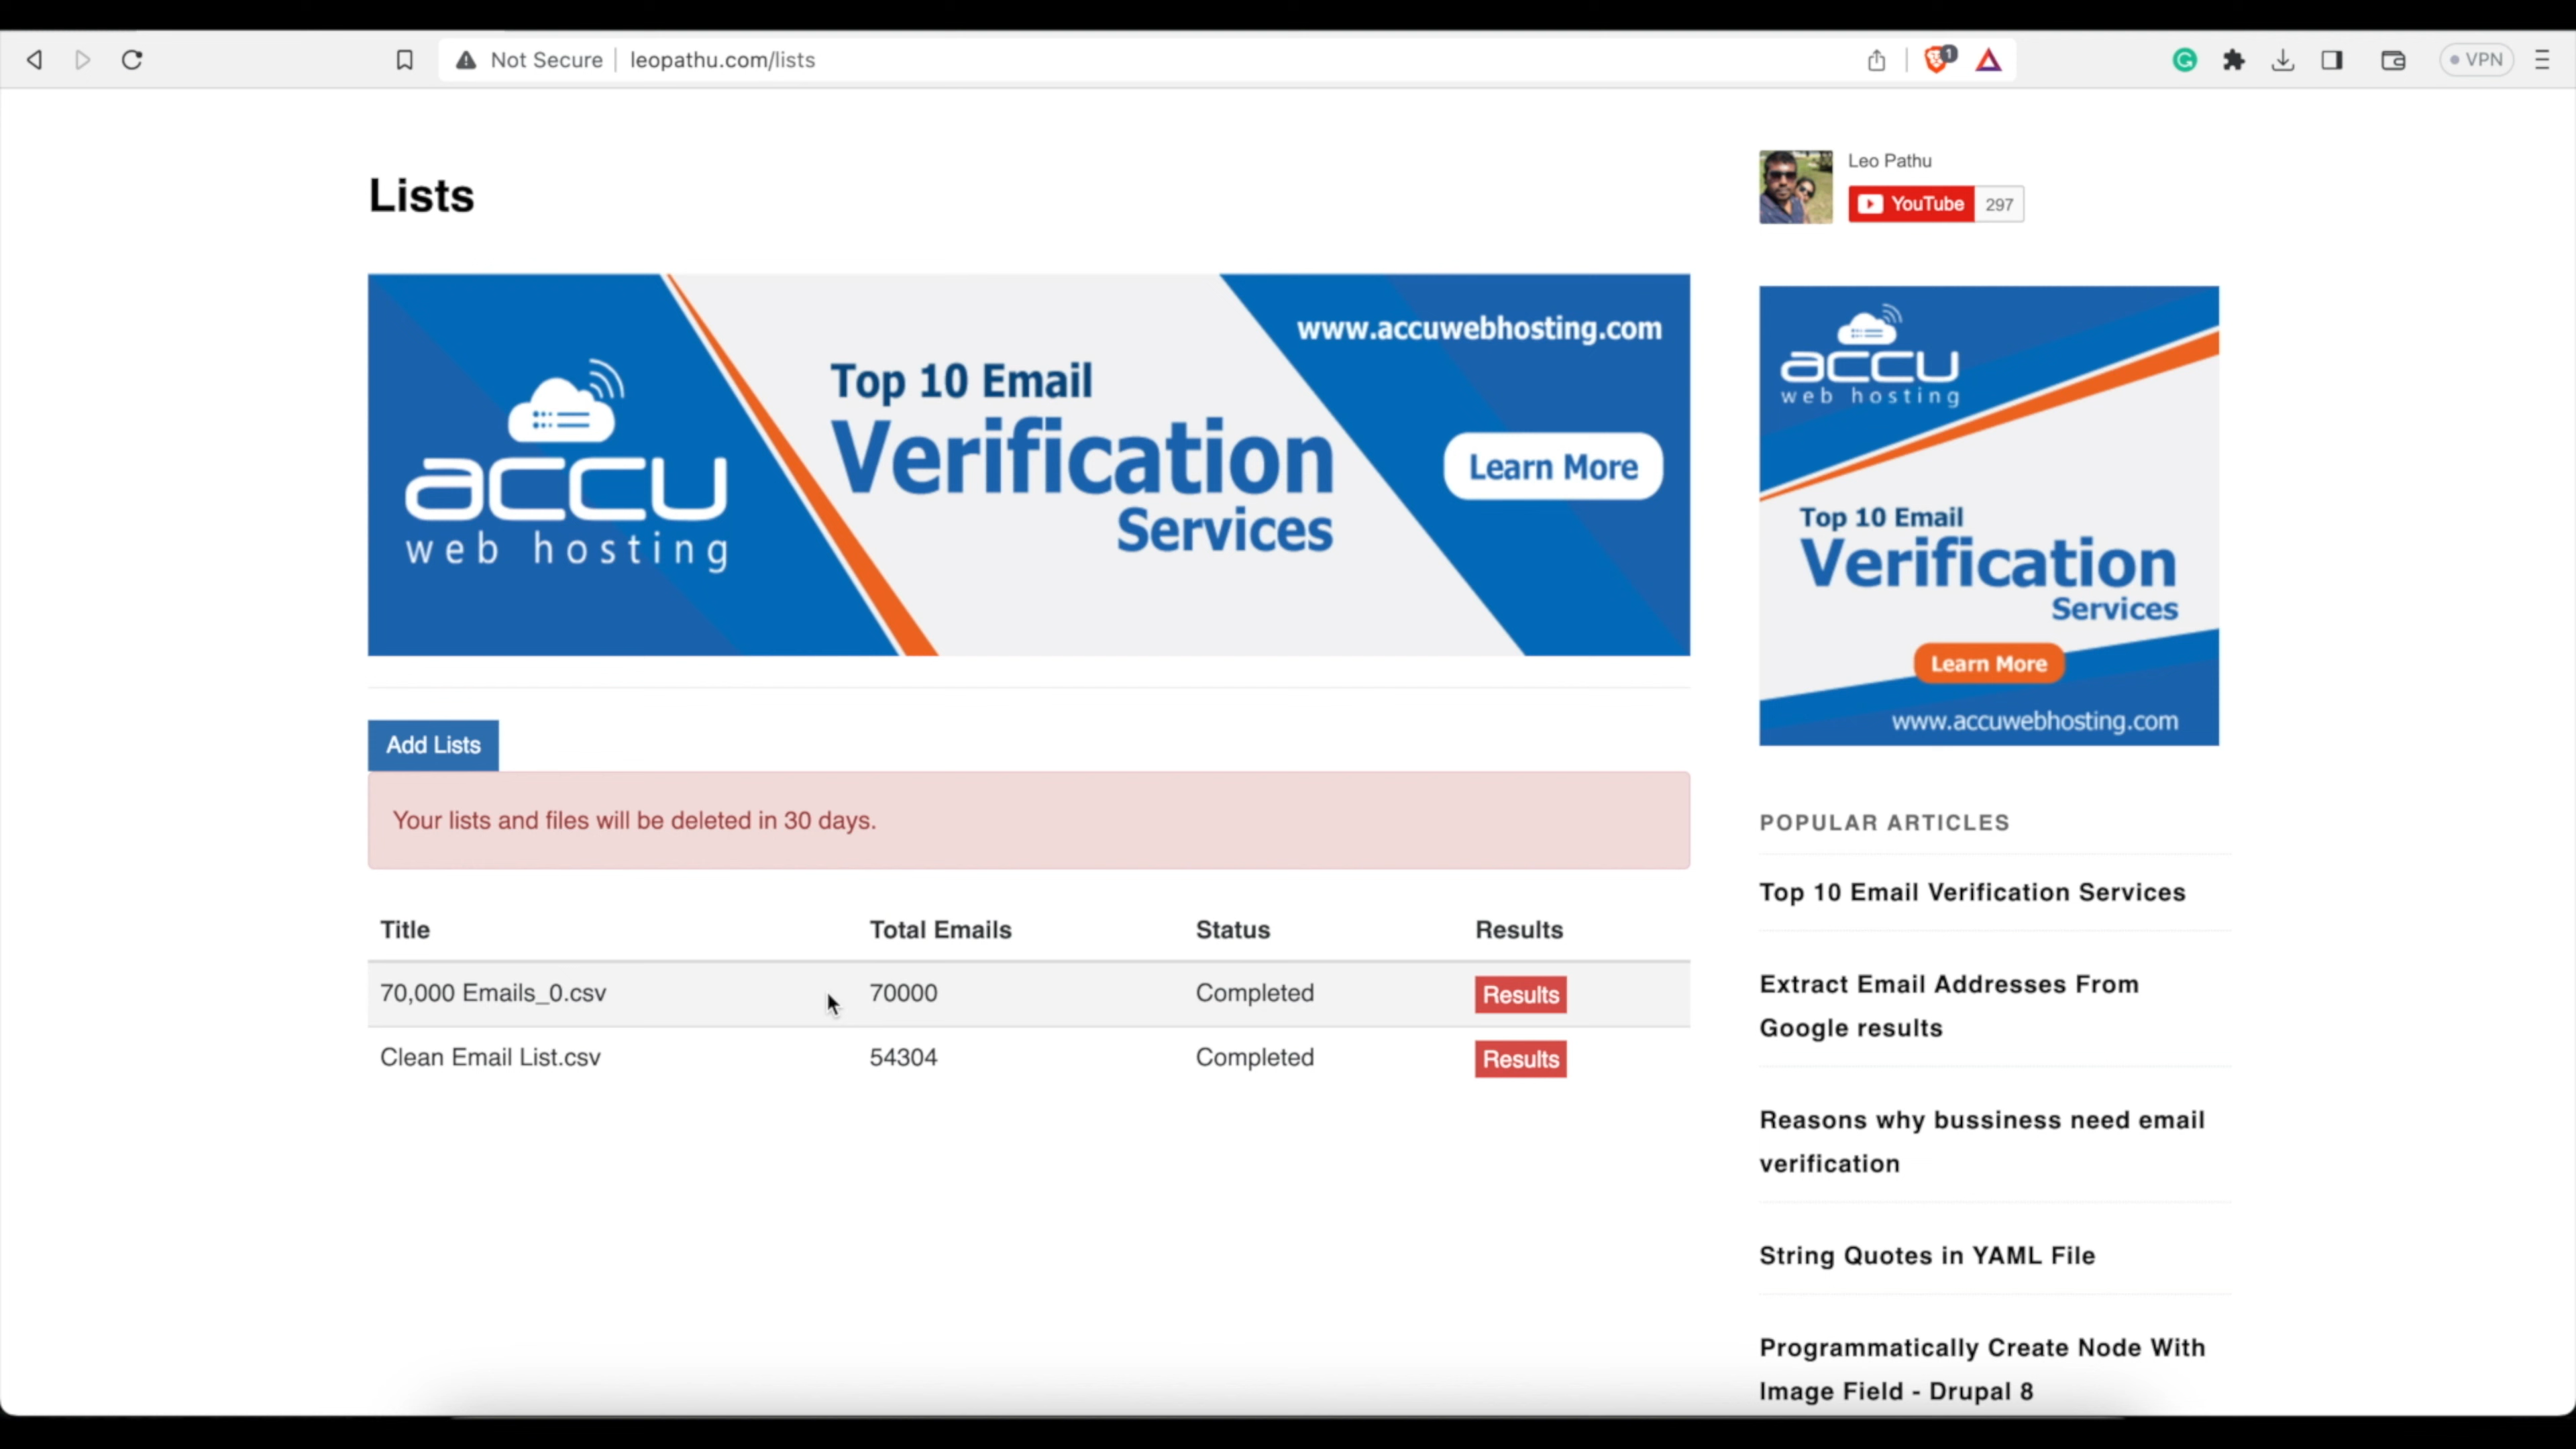 Not Secure
leopathu.com/lists
1
VPN
Lists
www.accuwebhosting.com
Top 10 Email
Verification
Services
Learn More
accu
web hosting
Add Lists
Your lists and files will be deleted in 30 days.
Title Total Emails Status Results
70,000 Emails_0.csv 70000 Completed Results
Clean Email List.csv 54304 Completed Results
Leo Pathu
YouTube 297
accu
web hosting
Top 10 Email
Verification
Services
Learn More
www.accuwebhosting.com
POPULAR ARTICLES
Top 10 Email Verification Services
Extract Email Addresses From
Google results
Reasons why bussiness need email
verification
String Quotes in YAML File
Programmatically Create Node With
Image Field - Drupal 8